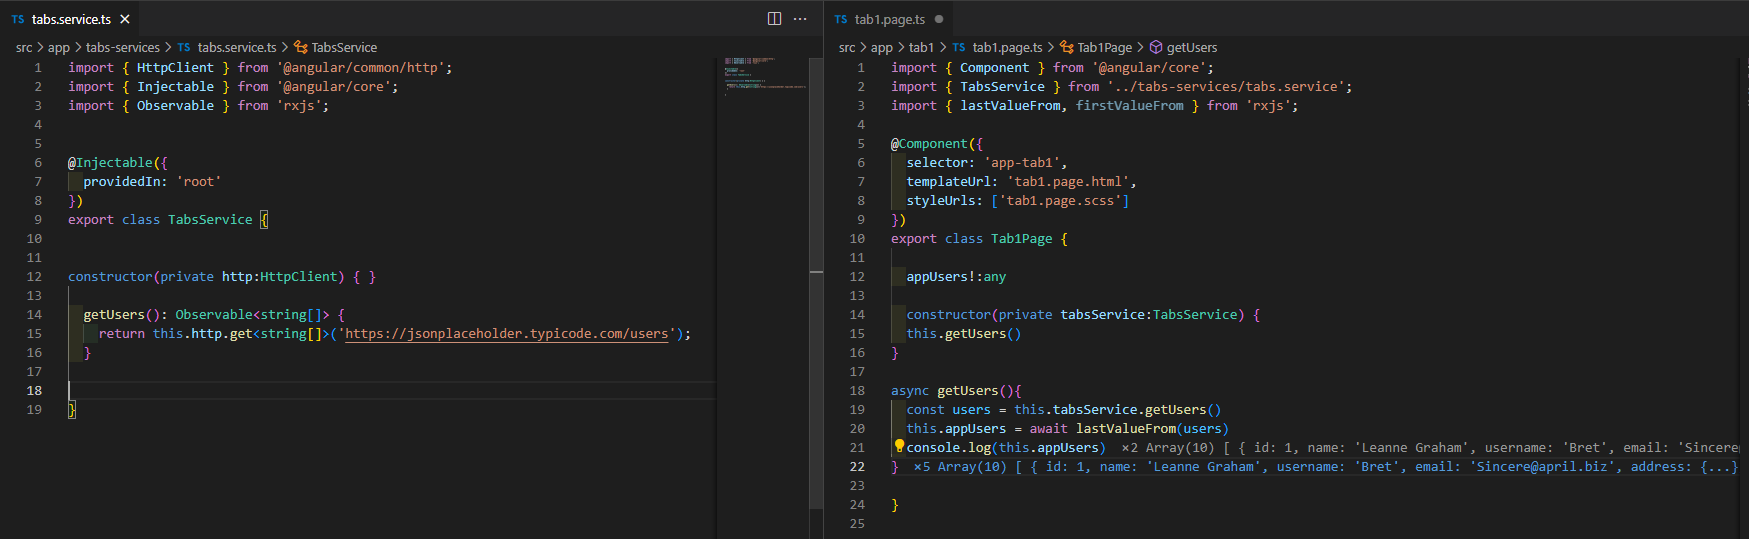 TS tabs.service.ts ×
src > app > tabs-services > TS tabs.service.ts > TabsService
1 import { HttpClient } from '@angular/common/http';
2 import { Injectable } from '@angular/core';
3 import { Observable } from 'rxjs';
4
5
6 @Injectable({
7 providedIn: 'root'
8 })
9 export class TabsService {
10
11
12 constructor(private http:HttpClient) { }
13
14 getUsers(): Observable<string[]> {
15 return this.http.get<string[]>('https://jsonplaceholder.typicode.com/users');
16 }
17
18
19 }
TS tab1.page.ts ●
src > app > tab1 > TS tab1.page.ts > Tab1Page > getUsers
1 import { Component } from '@angular/core';
2 import { TabsService } from '../tabs-services/tabs.service';
3 import { lastValueFrom, firstValueFrom } from 'rxjs';
4
5 @Component({
6 selector: 'app-tab1',
7 templateUrl: 'tab1.page.html',
8 styleUrls: ['tab1.page.scss']
9 })
10 export class Tab1Page {
11
12 appUsers!:any
13
14 constructor(private tabsService:TabsService) {
15 this.getUsers()
16 }
17
18 async getUsers(){
19 const users = this.tabsService.getUsers()
20 this.appUsers = await lastValueFrom(users)
21 console.log(this.appUsers) ×2 Array(10) [ { id: 1, name: 'Leanne Graham', username: 'Bret', email: 'Sincere
22 } ×5 Array(10) [ { id: 1, name: 'Leanne Graham', username: 'Bret', email: 'Sincere@april.biz', address: {...}
23
24 }
25